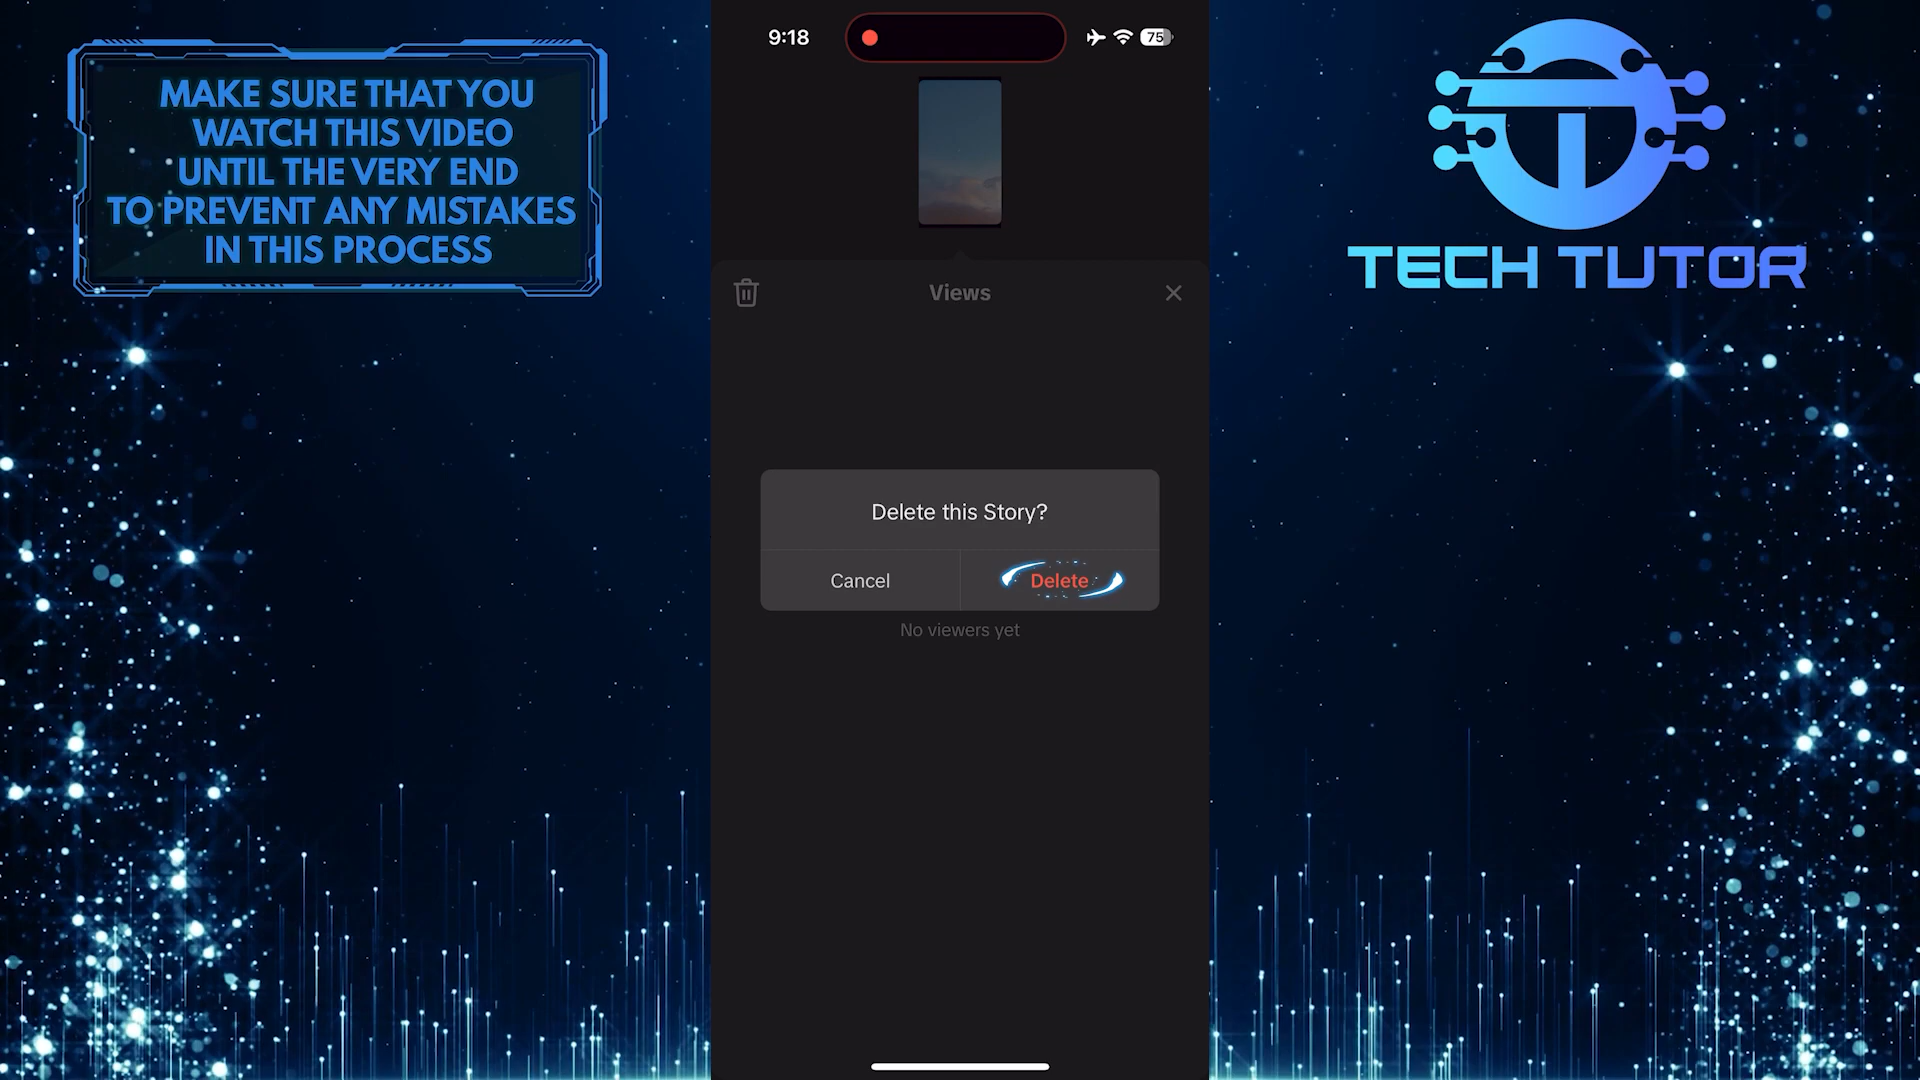 MAKE SURE THAT YOU
WATCH THIS VIDEO
UNTIL THE VERY END
TO PREVENT ANY MISTAKES
IN THIS PROCESS
9:18
75
Views
Delete this Story?
Cancel
Delete
No viewers yet
TECH TUTOR